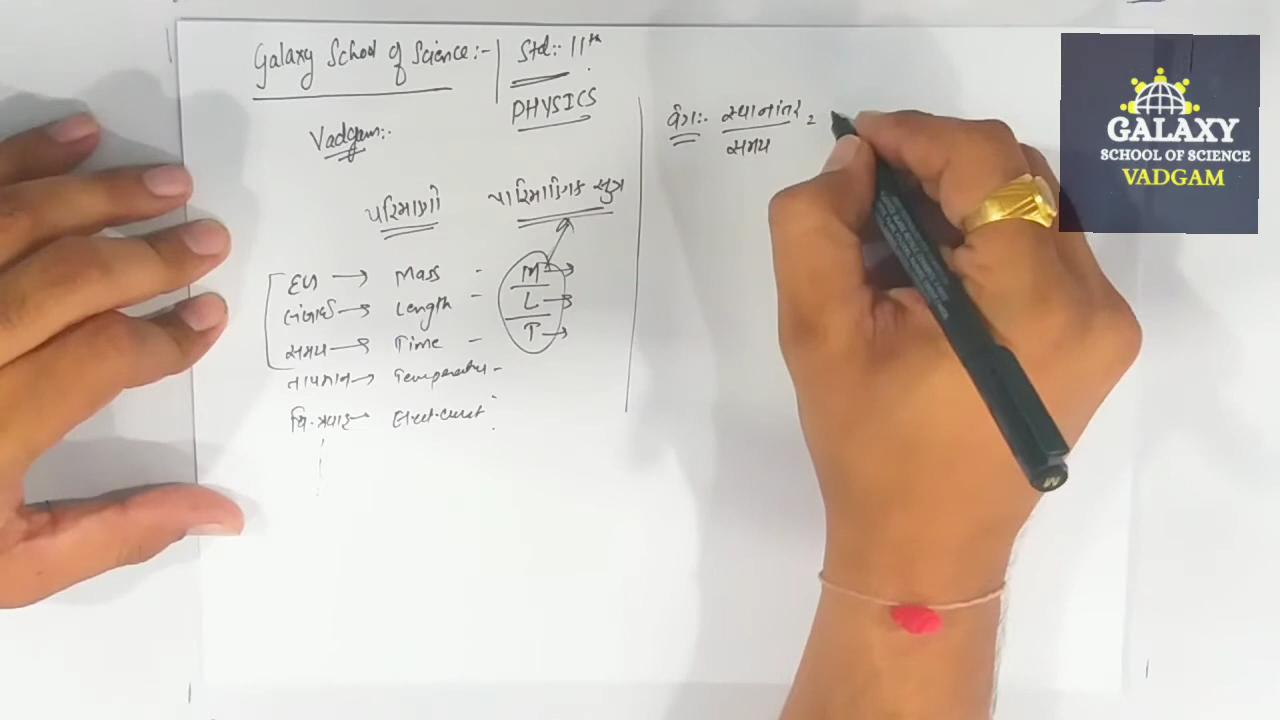 Galaxy School of Science:-
Std:- 11th
PHYSICS
Vadgam:-
પરિમાણો
પારિમાણિક સુત્ર
દળ → Mass - M →
લંબાઈ → Length - L →
સમય → Time - T →
તાપમાન → Temperature -
વિ.પ્રવાહ → Elect.current
વેગ:- સ્થાનાંતર =
સમય
GALAXY
SCHOOL OF SCIENCE
VADGAM
M